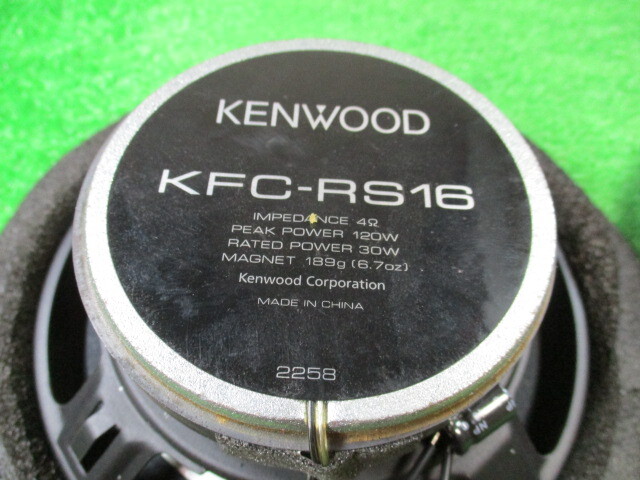 KENWOOD
KFC-RS16
IMPEDANCE 4Ω
PEAK POWER 120W
RATED POWER 30W
MAGNET 189g (6.7oz)
Kenwood Corporation
MADE IN CHINA
2258
NP